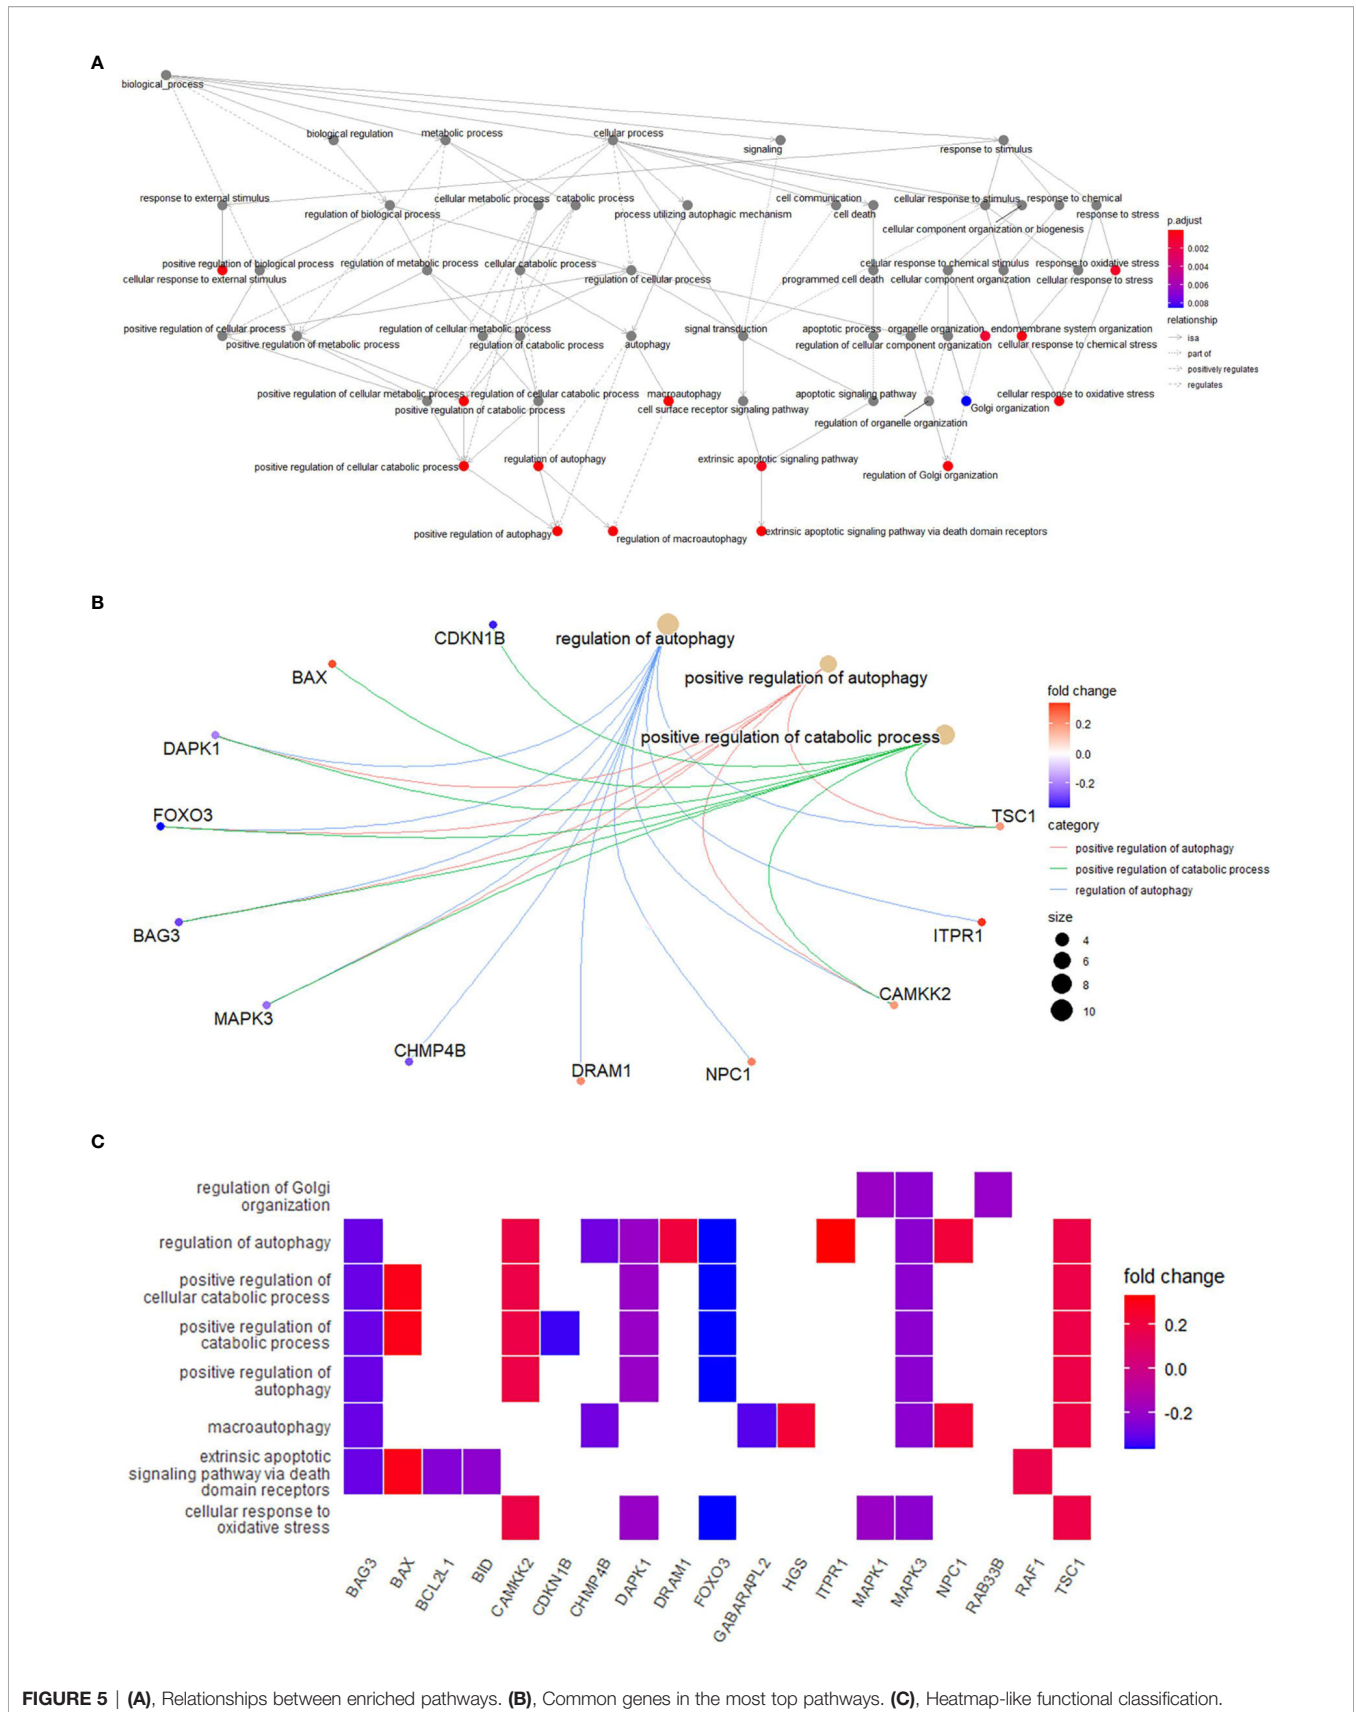 A
biological_process
biological regulation
metabolic process
cellular process
signaling
response to stimulus
response to external stimulus
regulation of biological process
cellular metabolic process
catabolic process
process utilizing autophagic mechanism
cell communication
cell death
cellular response to stimulus
response to chemical
cellular component organization or biogenesis
response to stress
positive regulation of biological process
cellular response to external stimulus
regulation of metabolic process
cellular catabolic process
regulation of cellular process
programmed cell death
cellular response to chemical stimulus
cellular component organization
response to oxidative stress
cellular response to stress
positive regulation of cellular process
positive regulation of metabolic process
regulation of cellular metabolic process
regulation of catabolic process
autophagy
signal transduction
apoptotic process
organelle organization
endomembrane system organization
regulation of cellular component organization
cellular response to chemical stress
positive regulation of cellular metabolic process
regulation of cellular catabolic process
positive regulation of catabolic process
macroautophagy
cell surface receptor signaling pathway
apoptotic signaling pathway
regulation of organelle organization
Golgi organization
cellular response to oxidative stress
positive regulation of cellular catabolic process
regulation of autophagy
extrinsic apoptotic signaling pathway
regulation of Golgi organization
positive regulation of autophagy
regulation of macroautophagy
extrinsic apoptotic signaling pathway via death domain receptors
p.adjust
0.002
0.004
0.006
0.008
relationship
isa
part of
positively regulates
regulates
B
CDKN1B
regulation of autophagy
BAX
positive regulation of autophagy
DAPK1
positive regulation of catabolic process
FOXO3
TSC1
BAG3
ITPR1
MAPK3
CAMKK2
CHMP4B
DRAM1
NPC1
fold change
0.2
0.0
-0.2
category
positive regulation of autophagy
positive regulation of catabolic process
regulation of autophagy
size
4
6
8
10
C
regulation of Golgi
organization
regulation of autophagy
positive regulation of
cellular catabolic process
positive regulation of
catabolic process
positive regulation of
autophagy
macroautophagy
extrinsic apoptotic
signaling pathway via death
domain receptors
cellular response to
oxidative stress
BAG3
BAX
BCL2L1
BID
CAMKK2
CDKN1B
CHMP4B
DAPK1
DRAM1
FOXO3
GABARAPL2
HGS
ITPR1
MAPK1
MAPK3
NPC1
RAB33B
RAF1
TSC1
fold change
0.2
0.0
-0.2
FIGURE 5 | (A), Relationships between enriched pathways. (B), Common genes in the most top pathways. (C), Heatmap-like functional classification.